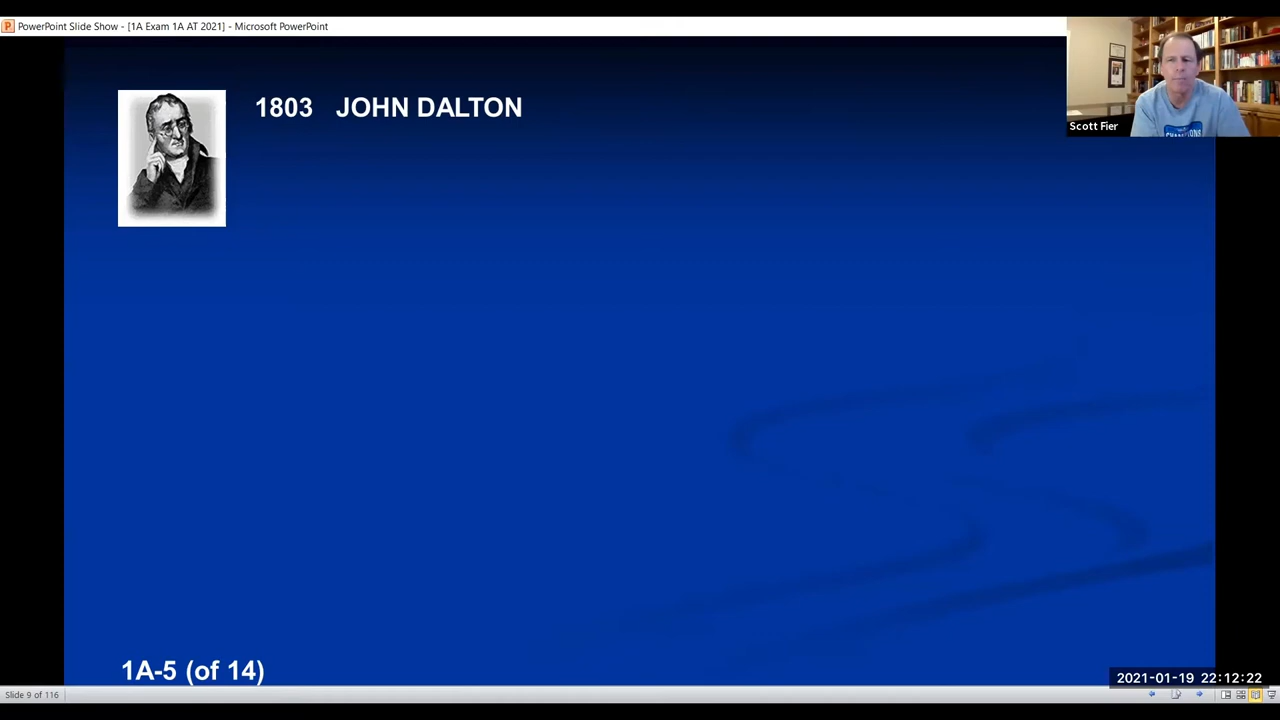 PowerPoint Slide Show - [1A Exam 1A AT 2021] - Microsoft PowerPoint
1803 JOHN DALTON
Scott Fier
CHAMPIONS
1A-5 (of 14)
2021-01-19 22:12:22
Slide 9 of 116